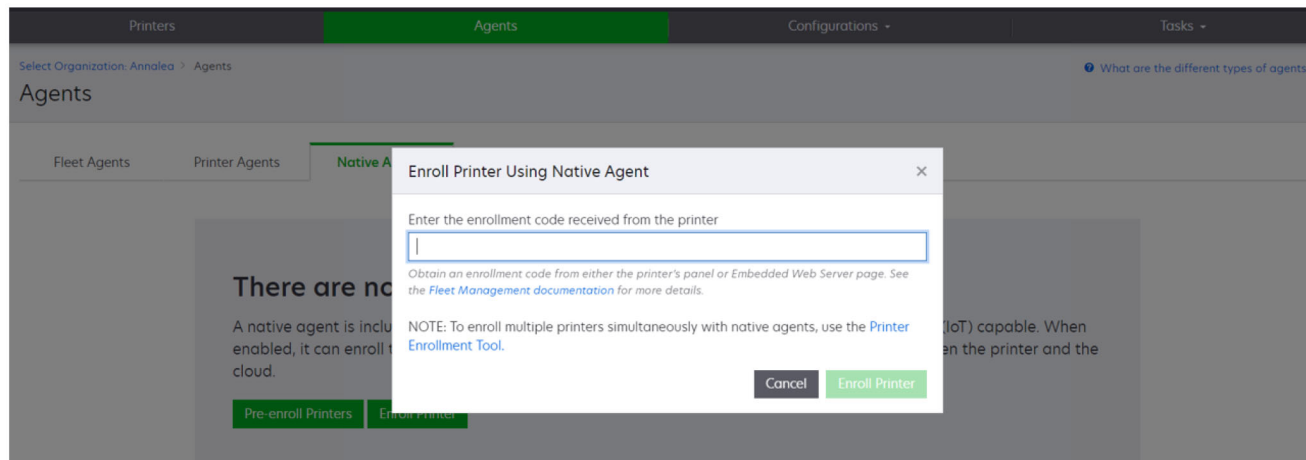 Printers Agents Configurations Tasks
Select Organization: Annalea > Agents What are the different types of agents
Agents
Fleet Agents Printer Agents Native A
Enroll Printer Using Native Agent ×
Enter the enrollment code received from the printer
Obtain an enrollment code from either the printer's panel or Embedded Web Server page. See
the Fleet Management documentation for more details.
There are no
NOTE: To enroll multiple printers simultaneously with native agents, use the Printer
Enrollment Tool.
A native agent is inclu (IoT) capable. When
enabled, it can enroll t en the printer and the
cloud.
Cancel Enroll Printer
Pre-enroll Printers Enroll Printer